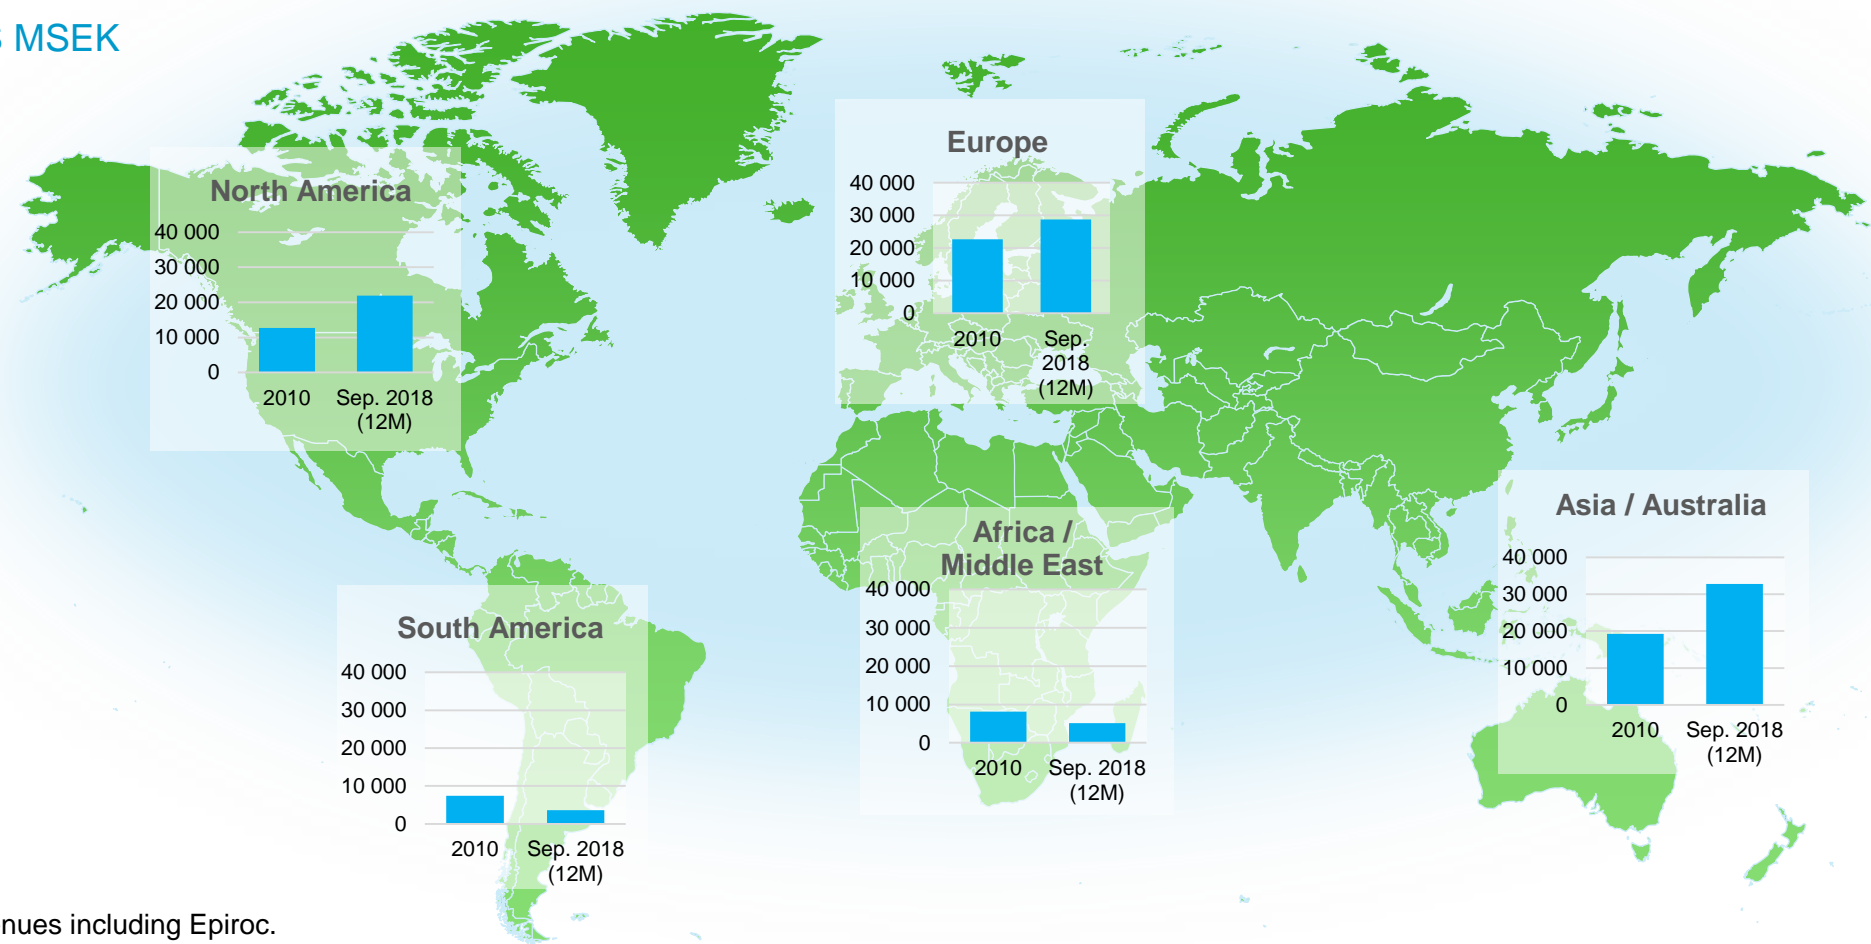 MSEK
North America
40 000
30 000
20 000
10 000
0
2010
Sep. 2018
(12M)
Europe
40 000
30 000
20 000
10 000
0
2010
Sep.
2018
(12M)
Asia / Australia
40 000
30 000
20 000
10 000
0
2010
Sep. 2018
(12M)
Africa /
Middle East
40 000
30 000
20 000
10 000
0
2010
Sep. 2018
(12M)
South America
40 000
30 000
20 000
10 000
0
2010
Sep. 2018
(12M)
nues including Epiroc.